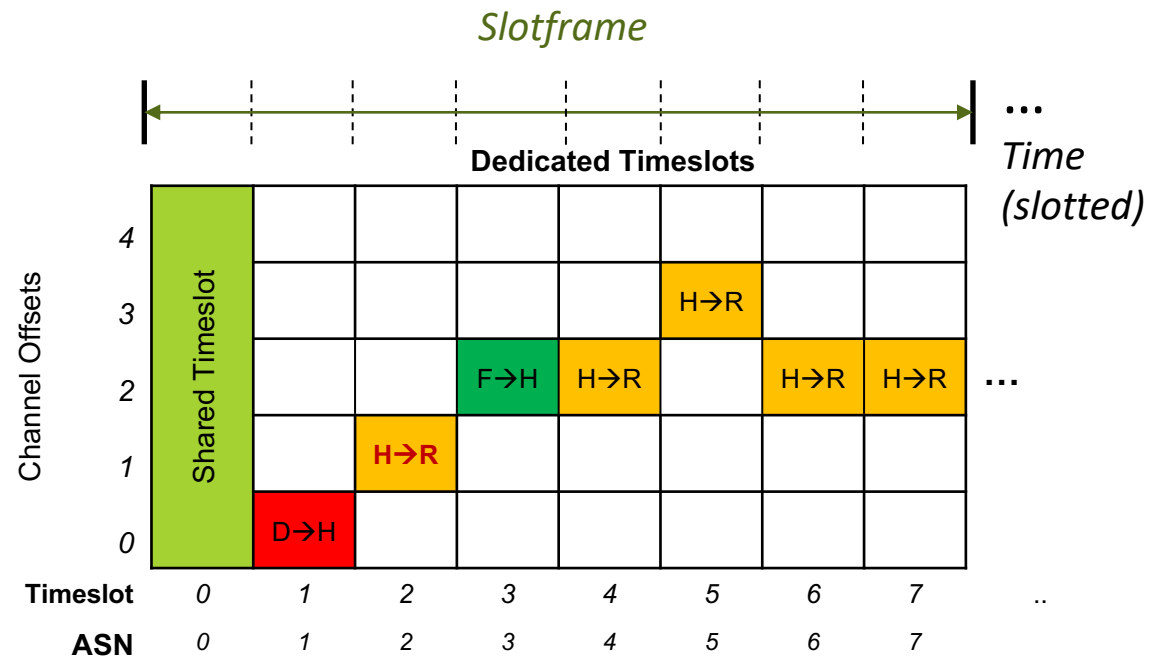 Slotframe
...
Time
(slotted)
Dedicated Timeslots
Channel Offsets
Shared Timeslot
4
3 H→R
2 F→H H→R H→R H→R ...
1 H→R
0 D→H
Timeslot 0 1 2 3 4 5 6 7 ..
ASN 0 1 2 3 4 5 6 7